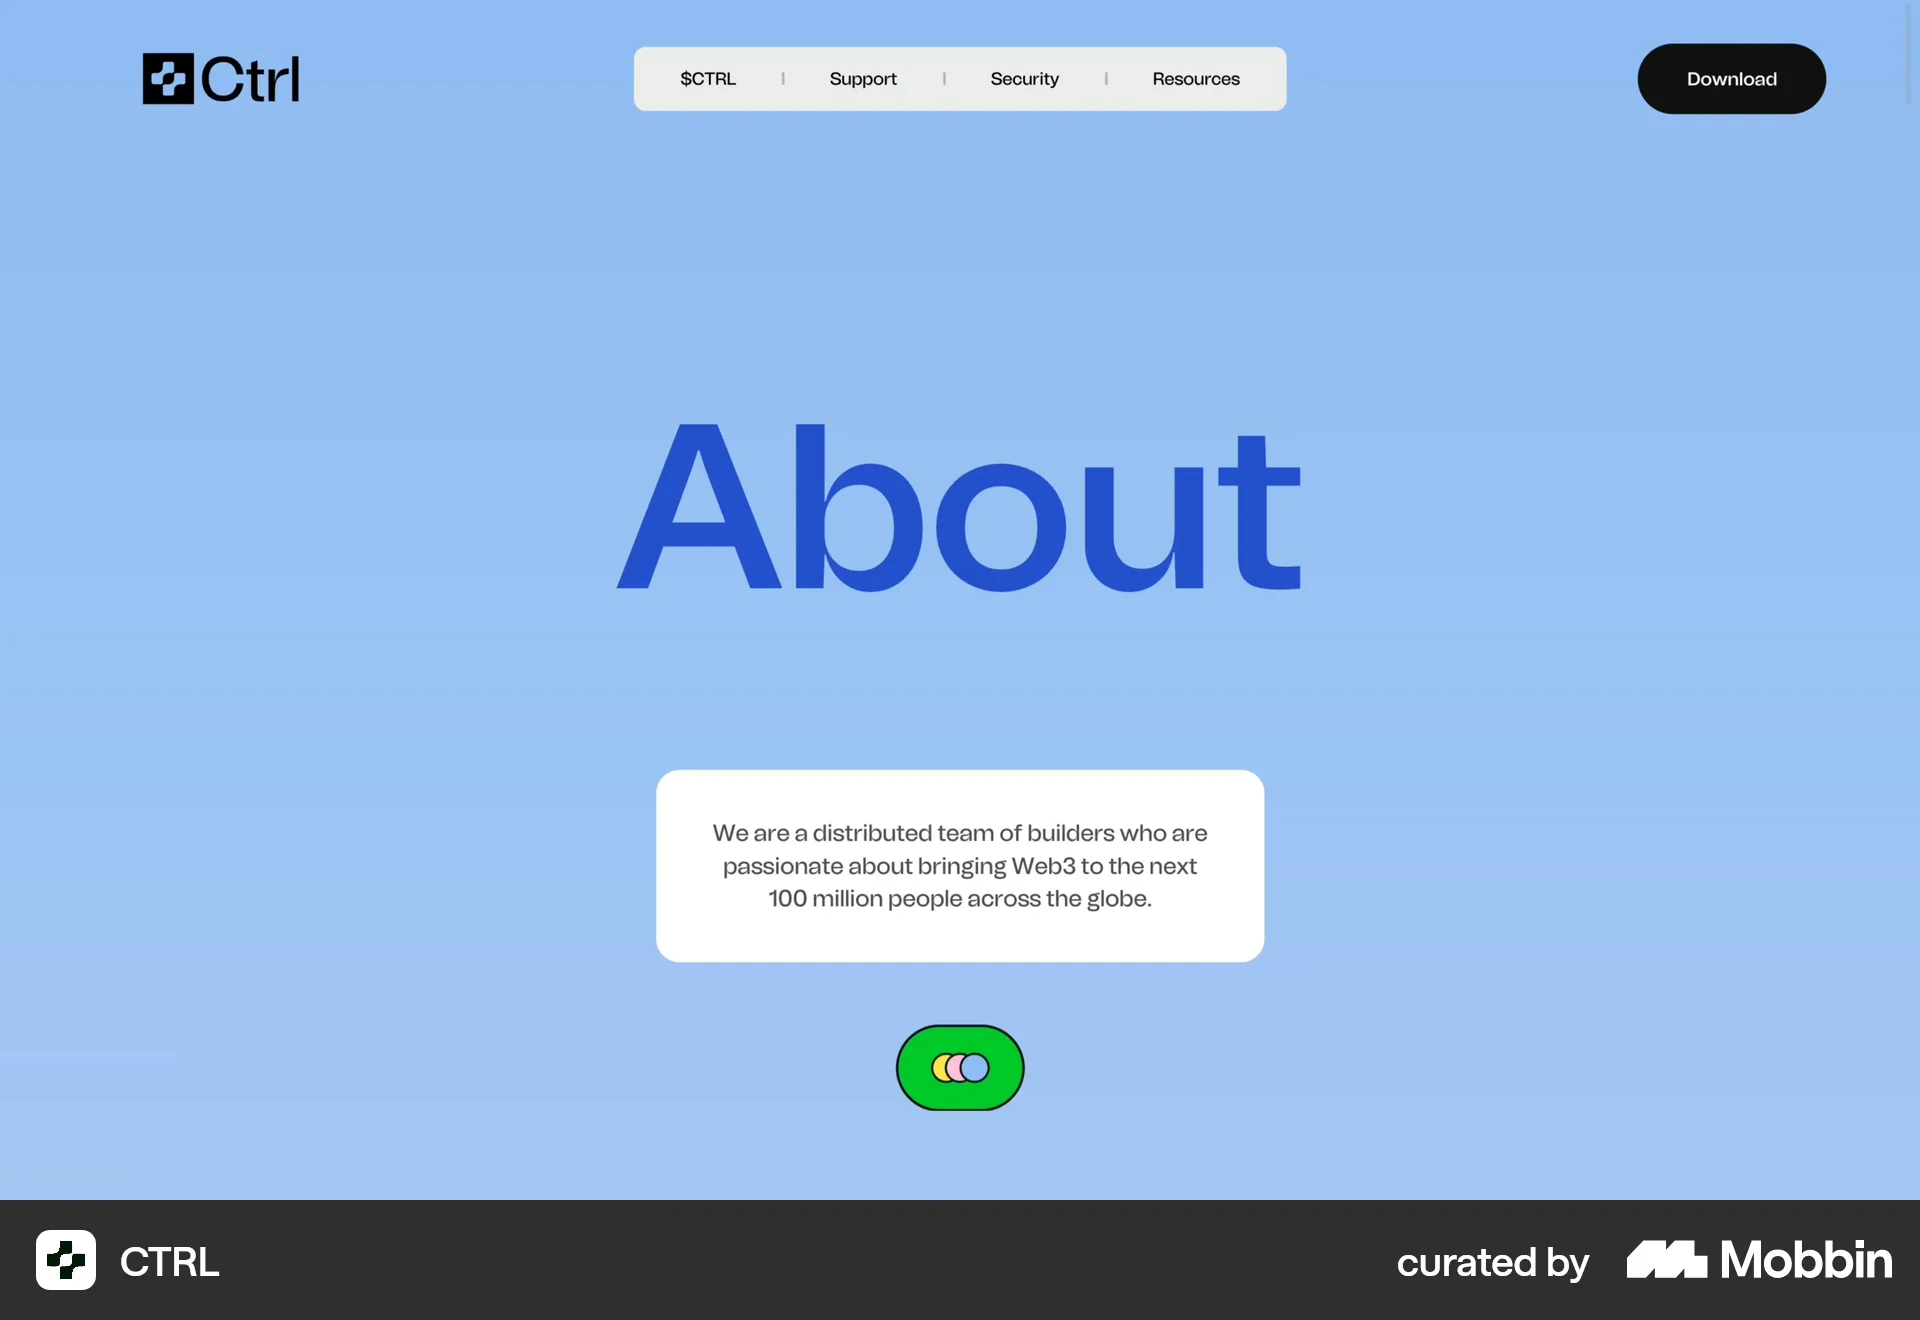 Ctrl
$CTRL | Support | Security | Resources
Download
About
We are a distributed team of builders who are
passionate about bringing Web3 to the next
100 million people across the globe.
CTRL
curated by Mobbin